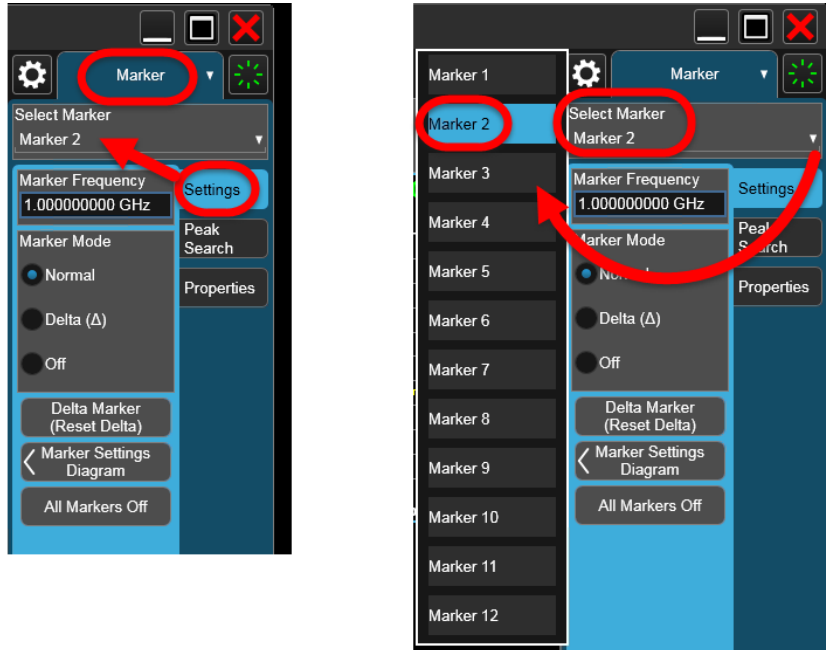 Marker
Select Marker
Marker 2
Marker Frequency
1.000000000 GHz
Marker Mode
Normal
Delta (Δ)
Off
Delta Marker
(Reset Delta)
Marker Settings
Diagram
All Markers Off
Settings
Peak
Search
Properties
Marker 1
Marker 2
Marker 3
Marker 4
Marker 5
Marker 6
Marker 7
Marker 8
Marker 9
Marker 10
Marker 11
Marker 12
Marker
Select Marker
Marker 2
Marker Frequency
1.000000000 GHz
Marker Mode
Normal
Delta (Δ)
Off
Delta Marker
(Reset Delta)
Marker Settings
Diagram
All Markers Off
Settings
Peak
Search
Properties